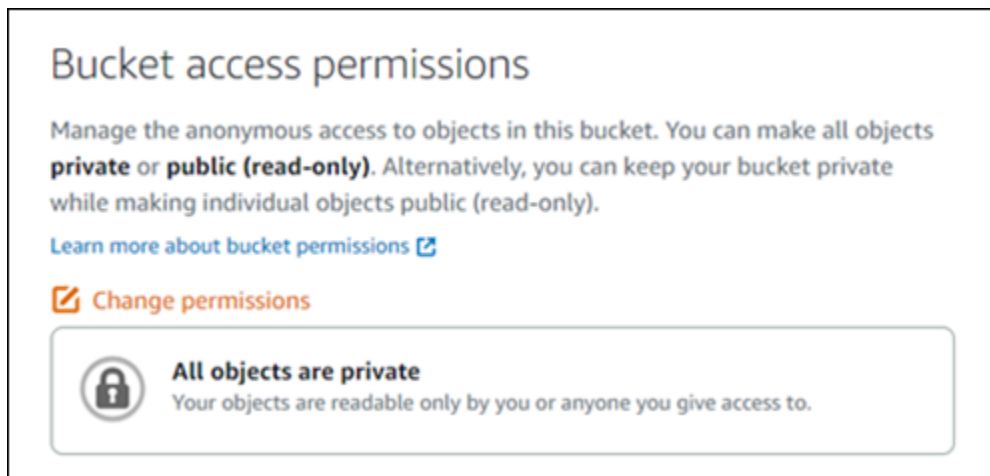 Bucket access permissions
Manage the anonymous access to objects in this bucket. You can make all objects
private or public (read-only). Alternatively, you can keep your bucket private
while making individual objects public (read-only).
Learn more about bucket permissions
Change permissions
All objects are private
Your objects are readable only by you or anyone you give access to.